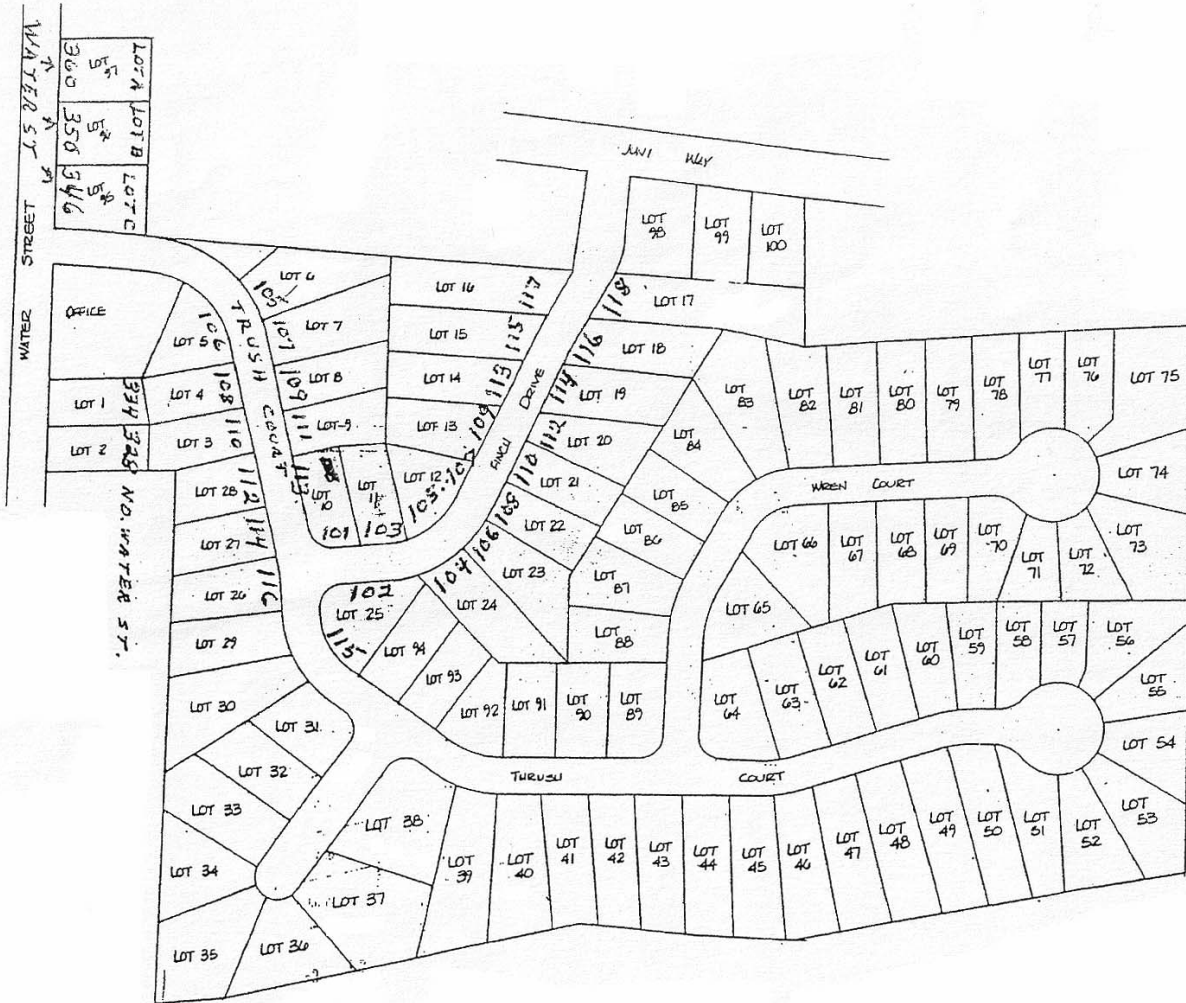 WATER ST
WATER STREET
LOT A
LOT B
LOT C
360
350
346
OFFICE
LOT 1
334
LOT 2
328
NO. WATER ST.
TRUSH COURT
LOT 6
105
LOT 7
107
LOT 8
109
LOT 9
111
LOT 10
113
101
LOT 11
103
LOT 12
105-107
LOT 5
106
LOT 4
108
LOT 3
110
LOT 28
112
LOT 27
114
LOT 26
116
LOT 29
LOT 30
LOT 31
LOT 32
LOT 33
LOT 34
LOT 35
LOT 36
LOT 37
LOT 38
FINCH DRIVE
LOT 16
117
LOT 15
115
LOT 14
113
LOT 13
109
WAY
LOT 98
LOT 99
LOT 100
LOT 17
118
LOT 18
116
LOT 19
114
LOT 20
112
LOT 21
110
LOT 22
108
LOT 23
106
LOT 24
104
LOT 25
102
115
LOT 94
LOT 93
LOT 92
LOT 91
LOT 90
LOT 89
LOT 88
LOT 87
LOT 86
LOT 85
LOT 84
LOT 83
LOT 82
LOT 81
LOT 80
LOT 79
LOT 78
LOT 77
LOT 76
LOT 75
LOT 74
LOT 73
LOT 72
LOT 71
LOT 70
LOT 69
LOT 68
LOT 67
LOT 66
LOT 65
WREN COURT
LOT 64
LOT 63
LOT 62
LOT 61
LOT 60
LOT 59
LOT 58
LOT 57
LOT 56
LOT 55
LOT 54
LOT 53
LOT 52
LOT 51
LOT 50
LOT 49
LOT 48
LOT 47
LOT 46
LOT 45
LOT 44
LOT 43
LOT 42
LOT 41
LOT 40
LOT 39
THRUSH COURT